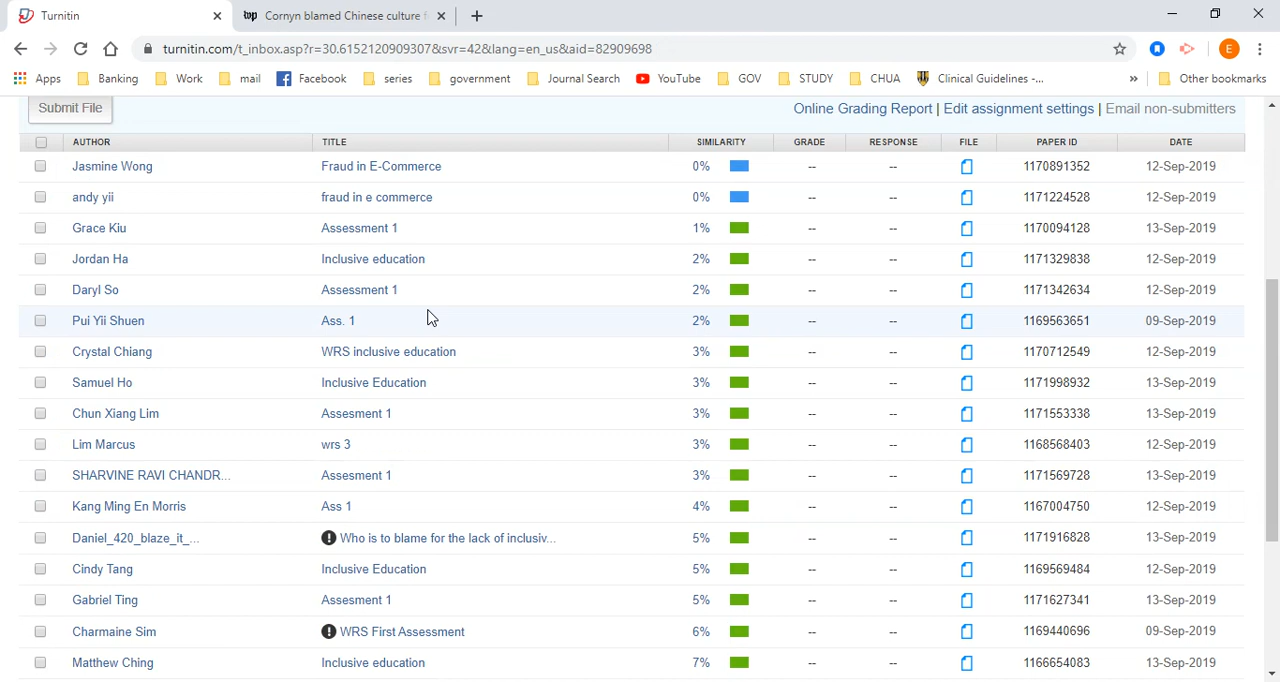 Turnitin
wp Cornyn blamed Chinese culture f
turnitin.com/t_inbox.asp?r=30.6152120909307&svr=42&lang=en_us&aid=82909698 E
Apps Banking Work mail Facebook series government Journal Search YouTube GOV STUDY CHUA Clinical Guidelines -... » Other bookmarks
Submit File Online Grading Report | Edit assignment settings | Email non-submitters
AUTHOR TITLE SIMILARITY GRADE RESPONSE FILE PAPER ID DATE
Jasmine Wong Fraud in E-Commerce 0% -- -- 1170891352 12-Sep-2019
andy yii fraud in e commerce 0% -- -- 1171224528 12-Sep-2019
Grace Kiu Assessment 1 1% -- -- 1170094128 13-Sep-2019
Jordan Ha Inclusive education 2% -- -- 1171329838 12-Sep-2019
Daryl So Assessment 1 2% -- -- 1171342634 12-Sep-2019
Pui Yii Shuen Ass. 1 2% -- -- 1169563651 09-Sep-2019
Crystal Chiang WRS inclusive education 3% -- -- 1170712549 12-Sep-2019
Samuel Ho Inclusive Education 3% -- -- 1171998932 13-Sep-2019
Chun Xiang Lim Assesment 1 3% -- -- 1171553338 13-Sep-2019
Lim Marcus wrs 3 3% -- -- 1168568403 12-Sep-2019
SHARVINE RAVI CHANDR... Assesment 1 3% -- -- 1171569728 13-Sep-2019
Kang Ming En Morris Ass 1 4% -- -- 1167004750 12-Sep-2019
Daniel_420_blaze_it_... Who is to blame for the lack of inclusiv... 5% -- -- 1171916828 13-Sep-2019
Cindy Tang Inclusive Education 5% -- -- 1169569484 12-Sep-2019
Gabriel Ting Assesment 1 5% -- -- 1171627341 13-Sep-2019
Charmaine Sim WRS First Assessment 6% -- -- 1169440696 09-Sep-2019
Matthew Ching Inclusive education 7% -- -- 1166654083 13-Sep-2019